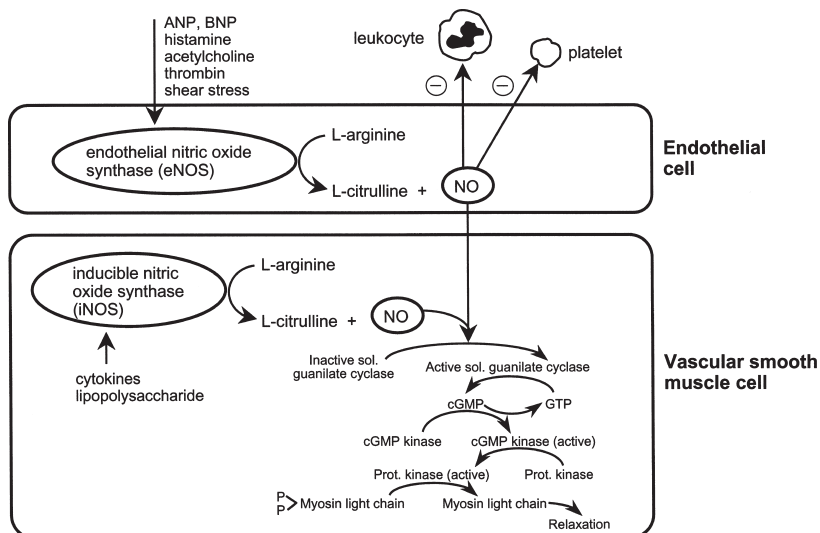 ANP, BNP
histamine
acetylcholine
thrombin
shear stress
leukocyte
platelet
−
−
endothelial nitric oxide
synthase (eNOS)
L-arginine
L-citrulline +
NO
Endothelial
cell
inducible nitric
oxide synthase
(iNOS)
L-arginine
L-citrulline +
NO
cytokines
lipopolysaccharide
Inactive sol.
guanilate cyclase
Active sol. guanilate cyclase
cGMP
GTP
cGMP kinase
cGMP kinase (active)
Prot. kinase (active)
Prot. kinase
P
P
> Myosin light chain
Myosin light chain
Relaxation
Vascular smooth
muscle cell